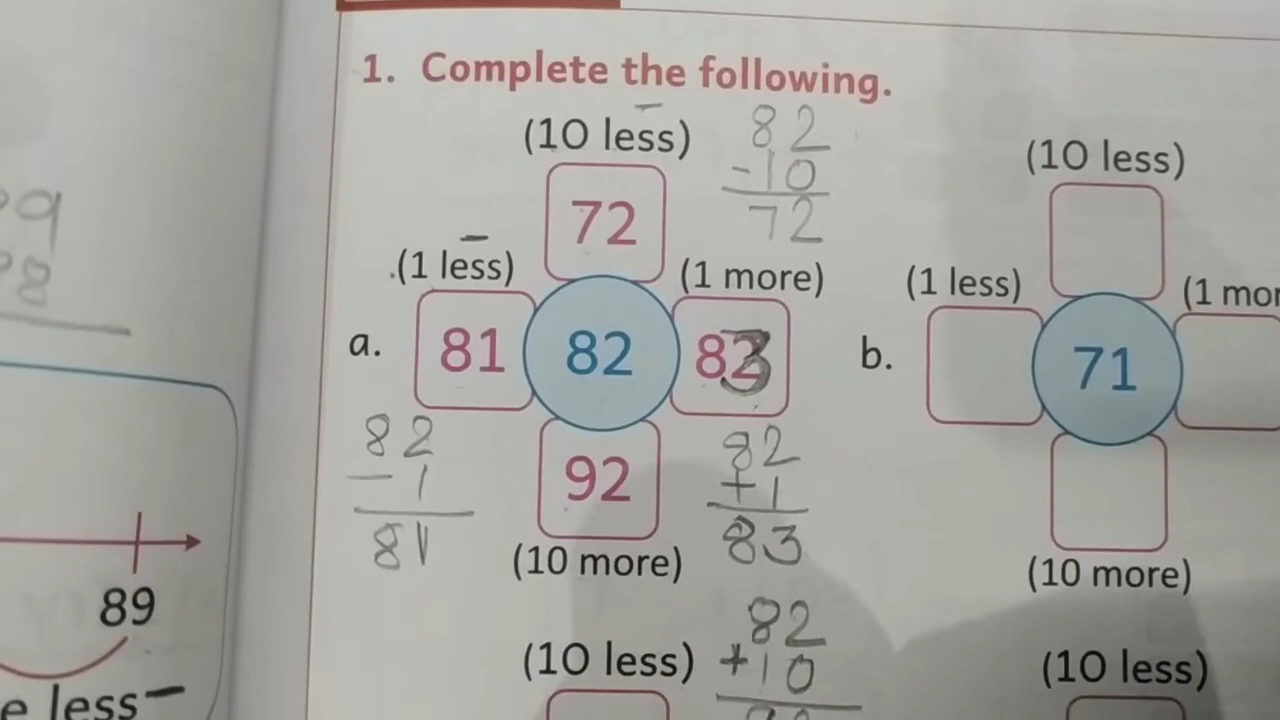 1. Complete the following.
(10 less)
82
-10
72
72
(1 less)
(1 more)
a.
81
82
83
92
(10 more)
82
- 1
81
82
+1
83
82
+10
(10 less)
(10 less)
(1 less)
b.
71
(10 more)
(10 less)
9
8
89
less